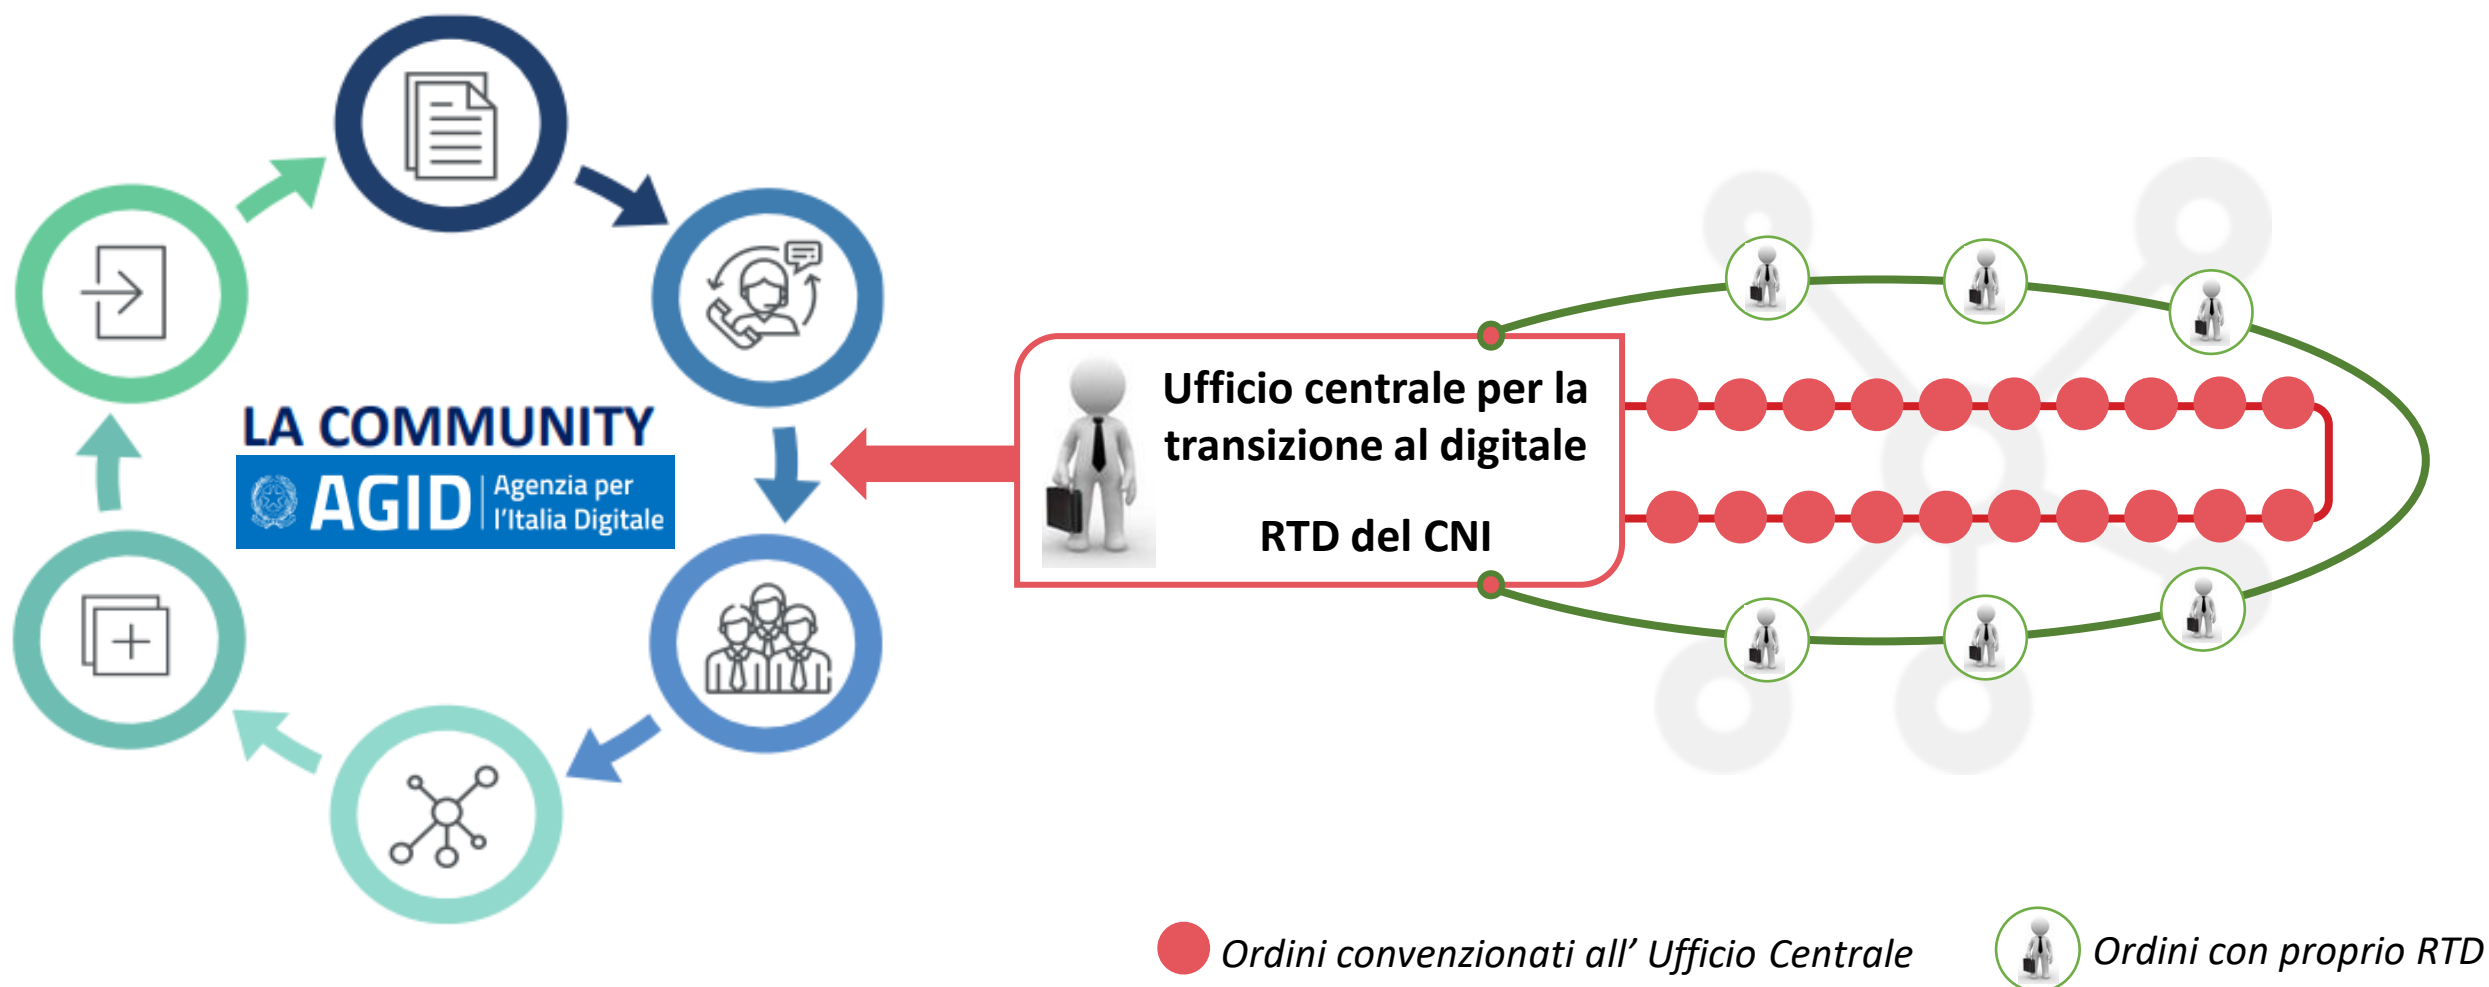 LA COMMUNITY
AGID
Agenzia per
l'Italia Digitale
Ufficio centrale per la
transizione al digitale
RTD del CNI
Ordini convenzionati all’ Ufficio Centrale
Ordini con proprio RTD